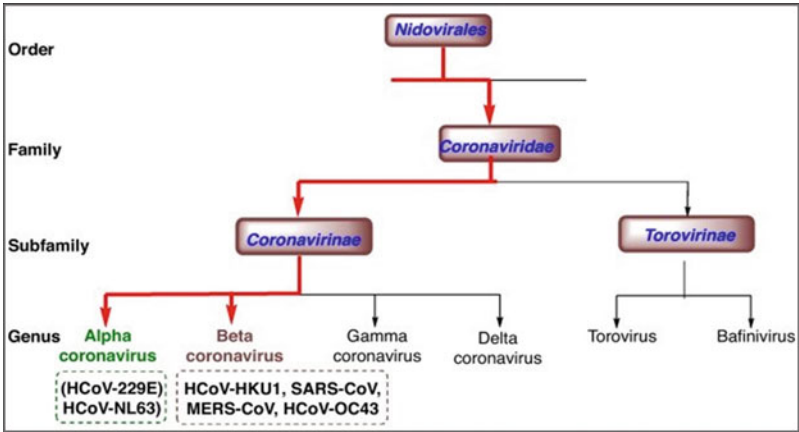 Order
Nidovirales
Family
Coronaviridae
Subfamily
Coronavirinae
Torovirinae
Genus
Alpha
coronavirus
Beta
coronavirus
Gamma
coronavirus
Delta
coronavirus
Torovirus
Bafinivirus
(HCoV-229E)
HCoV-NL63)
HCoV-HKU1, SARS-CoV,
MERS-CoV, HCoV-OC43